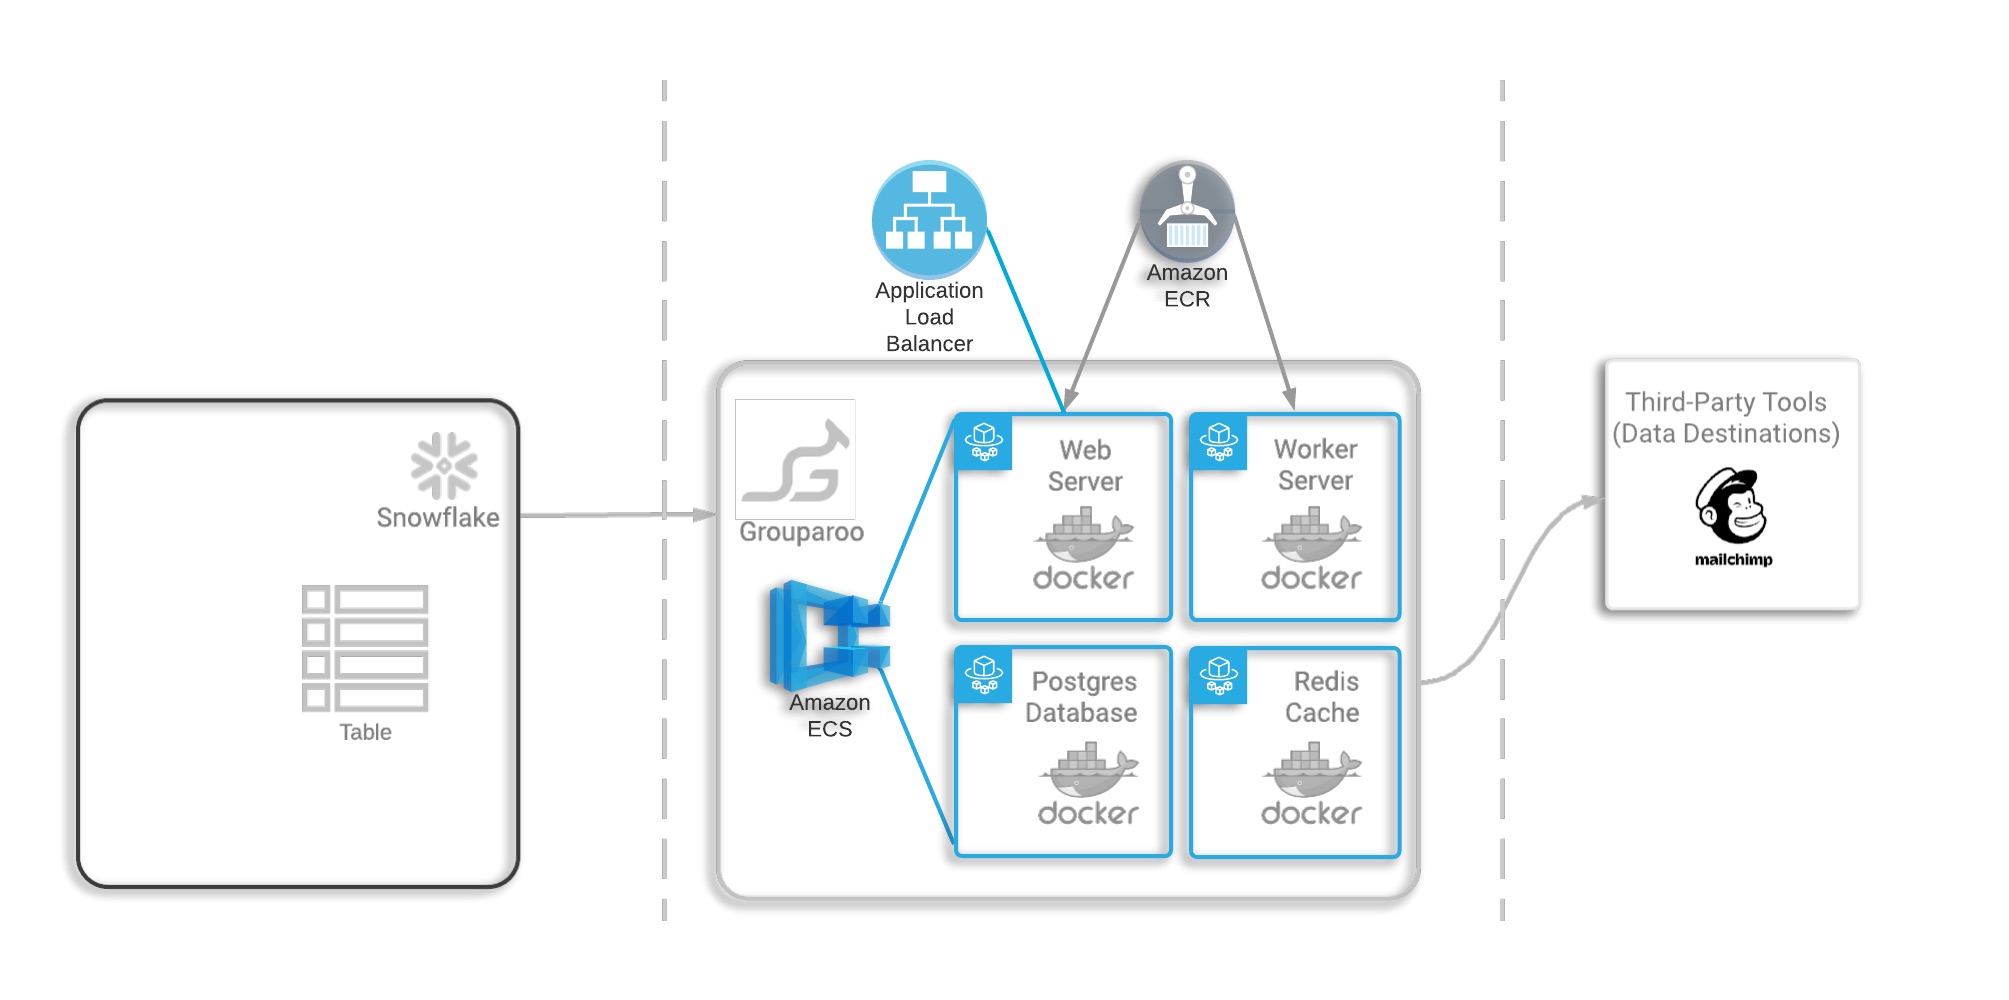 Application
Load
Balancer
Amazon
ECR
Snowflake
Table
Grouparoo
Amazon
ECS
Web
Server
docker
Worker
Server
docker
Postgres
Database
docker
Redis
Cache
docker
Third-Party Tools
(Data Destinations)
mailchimp